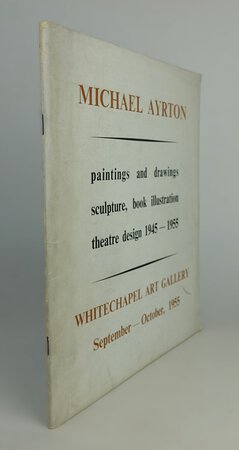 MICHAEL AYRTON
paintings and drawings
sculpture, book illustration
theatre design 1945 — 1955
WHITECHAPEL ART GALLERY
September — October, 1955